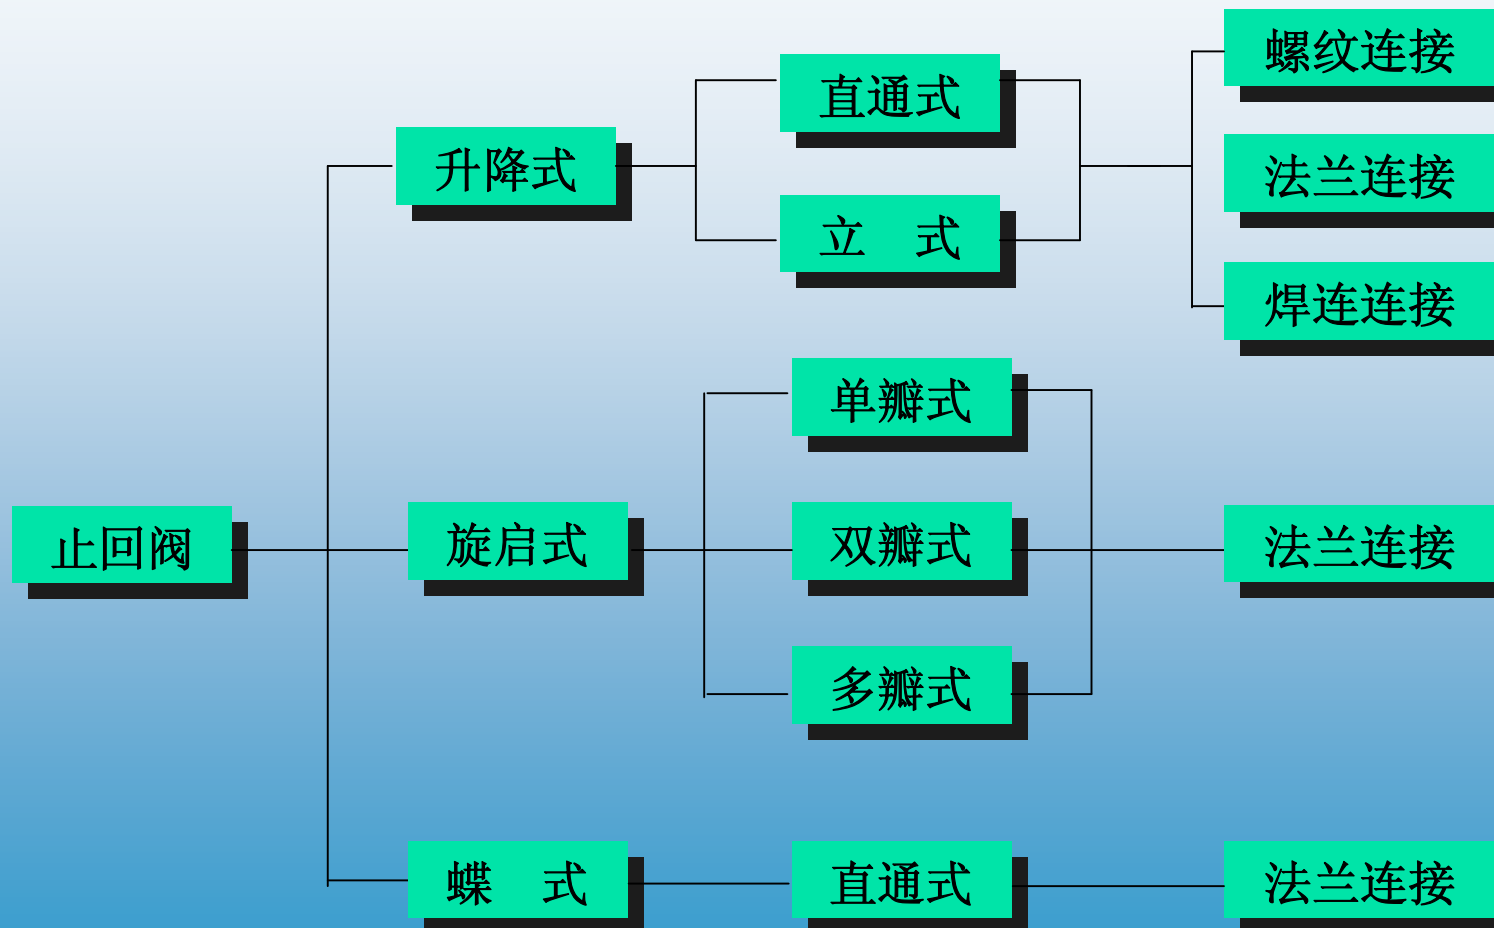 螺纹连接
直通式
升降式
法兰连接
立　式
焊连连接
单瓣式
止回阀
旋启式
双瓣式
法兰连接
多瓣式
蝶　式
直通式
法兰连接